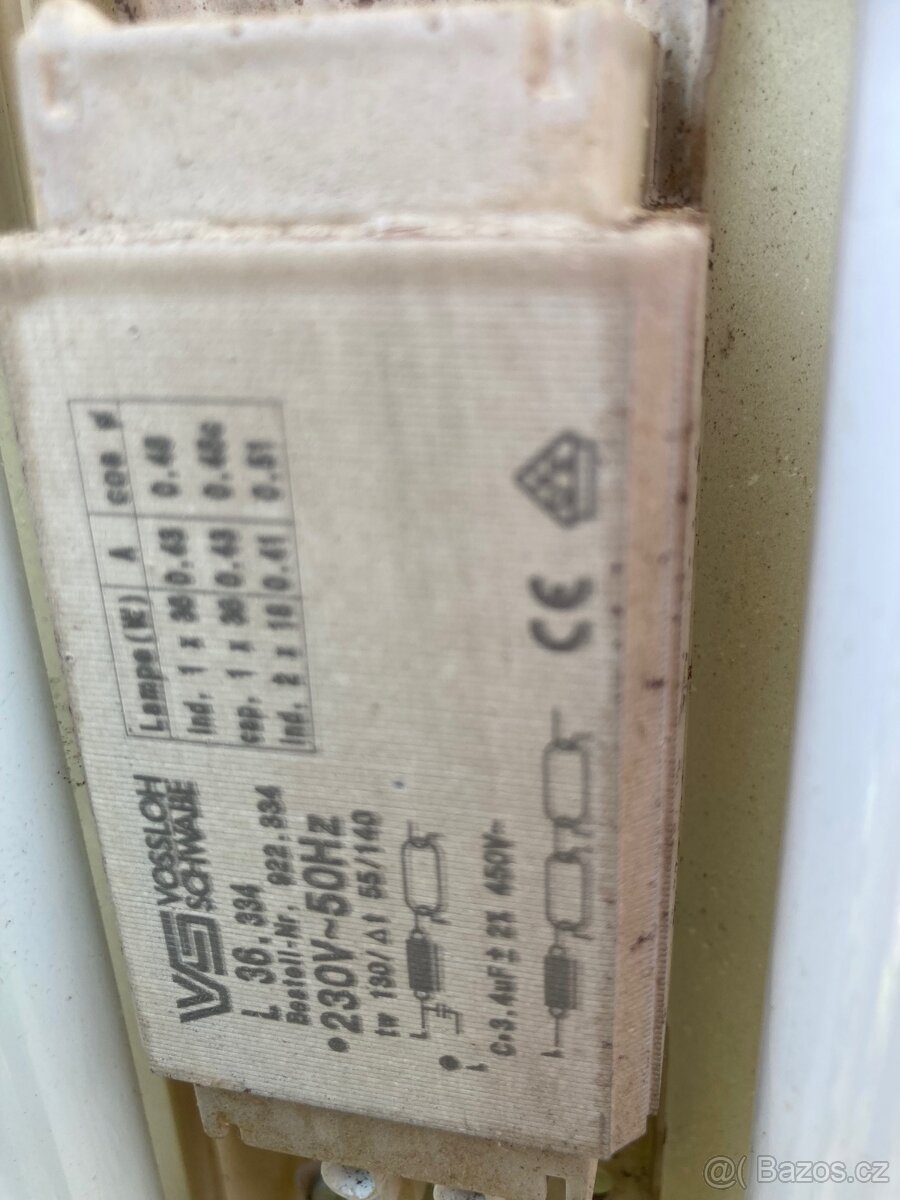 VS VOSSLOH
SCHWABE
L 36.334
Bestell-Nr. 922.334
230V~50Hz
tw 130/Δt 55/140
L
C=3,4uF± 2% 450V~
L
Lampe(W) A cos ø
ind. 1 x 36 0.43 0.48
cap. 1 x 36 0.43 0.48c
ind. 2 x 18 0.41 0.51
CE
@( Bazos.cz